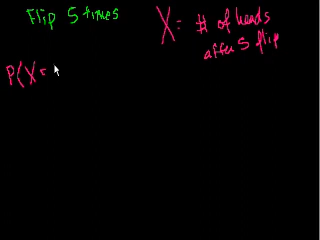 Flip 5 times
X = # of heads
after 5 flip
P(X =